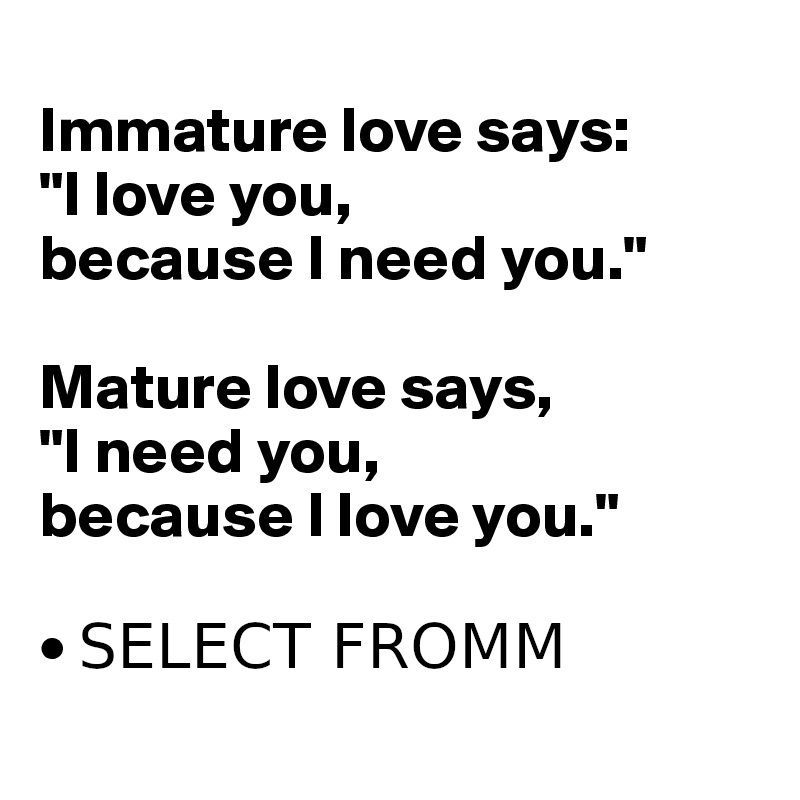 Immature love says:
"I love you,
because I need you."
Mature love says,
"I need you,
because I love you."
• SELECT FROMM